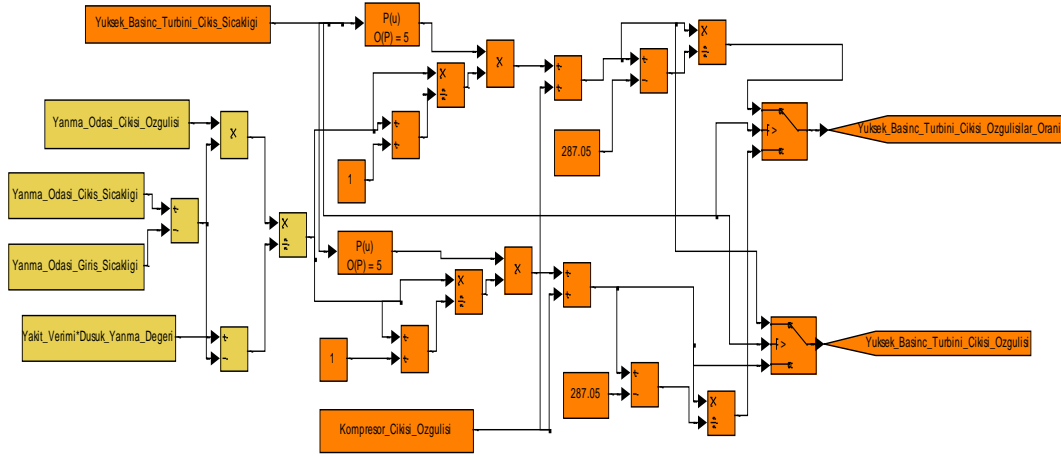 Yuksek_Basinc_Turbini_Cikis_Sicakligi
P(u)
O(P) = 5
X
X
÷
+
+
1
+
+
287.05
+
−
X
÷
Yuksek_Basinc_Turbini_Cikisi_Ozgulisilar_Orani
Yanma_Odasi_Cikisi_Ozgulisi
X
Yanma_Odasi_Cikis_Sicakligi
+
−
Yanma_Odasi_Giris_Sicakligi
X
÷
Yakit_Verimi*Dusuk_Yanma_Degeri
+
−
P(u)
O(P) = 5
X
X
÷
+
+
1
+
+
287.05
+
−
X
÷
>
>
Yuksek_Basinc_Turbini_Cikisi_Ozgulisi
Kompresor_Cikisi_Ozgulisi